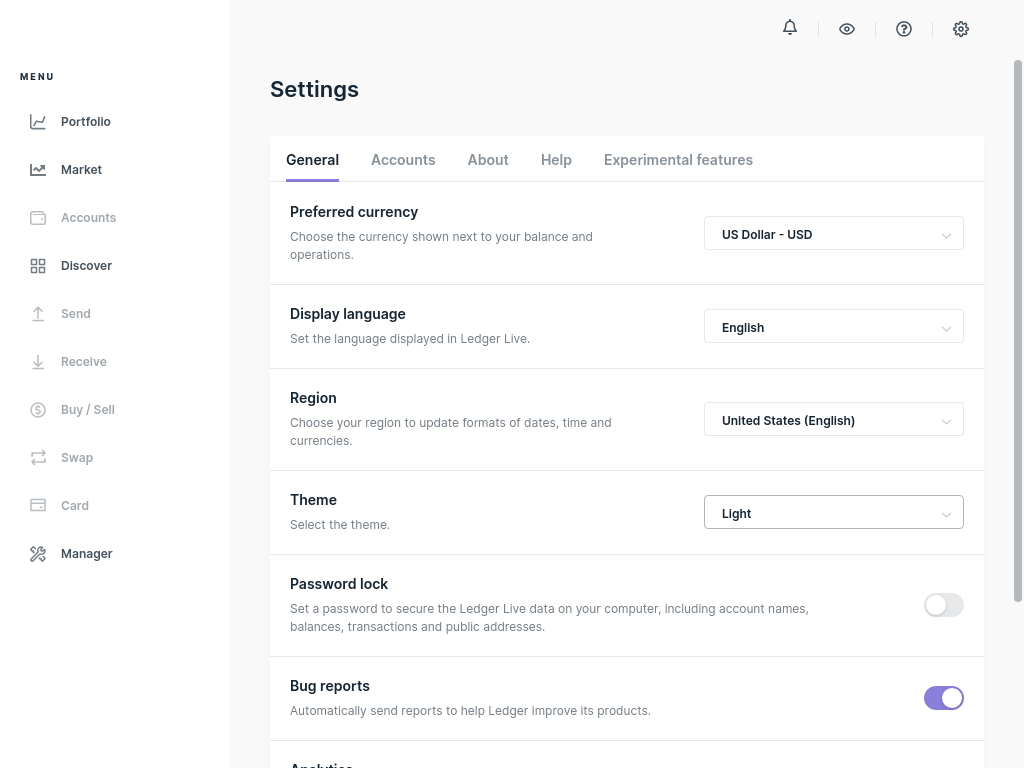 MENU
Portfolio
Market
Accounts
Discover
Send
Receive
Buy / Sell
Swap
Card
Manager
Settings
General
Accounts
About
Help
Experimental features
Preferred currency
Choose the currency shown next to your balance and
operations.
US Dollar - USD
Display language
Set the language displayed in Ledger Live.
English
Region
Choose your region to update formats of dates, time and
currencies.
United States (English)
Theme
Select the theme.
Light
Password lock
Set a password to secure the Ledger Live data on your computer, including account names,
balances, transactions and public addresses.
Bug reports
Automatically send reports to help Ledger improve its products.
Analytics